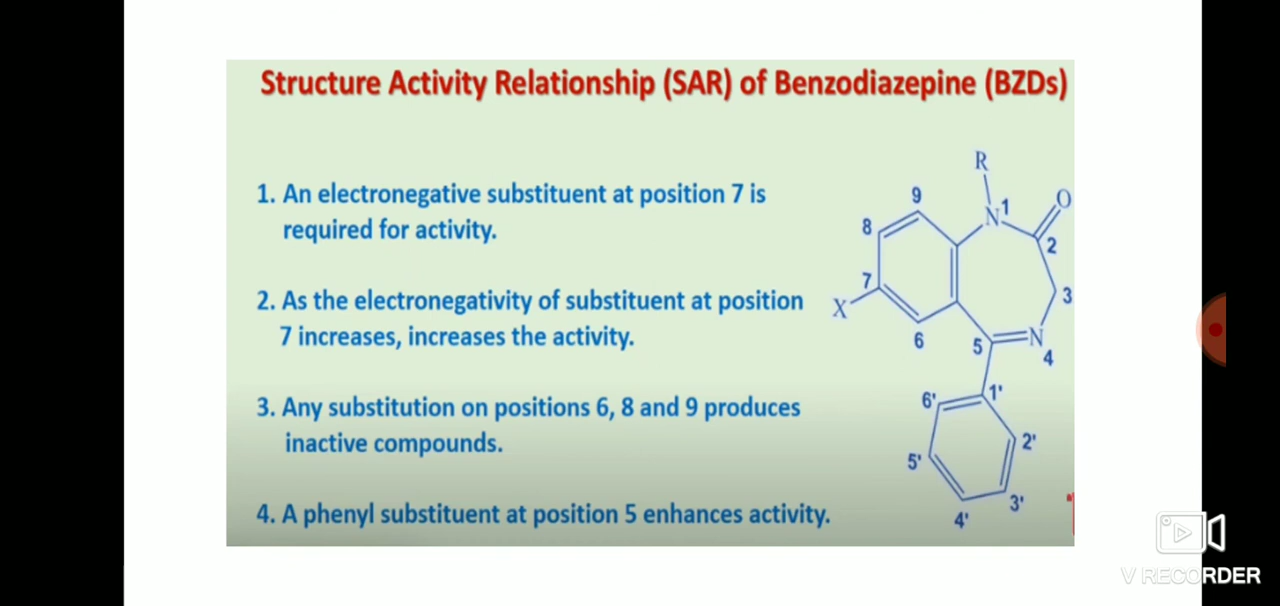 Structure Activity Relationship (SAR) of Benzodiazepine (BZDs)
1. An electronegative substituent at position 7 is
required for activity.
2. As the electronegativity of substituent at position
7 increases, increases the activity.
3. Any substitution on positions 6, 8 and 9 produces
inactive compounds.
4. A phenyl substituent at position 5 enhances activity.
R
9
N
1
O
8
2
7
3
X
6
5
N
4
1'
6'
2'
5'
3'
4'
V RECORDER